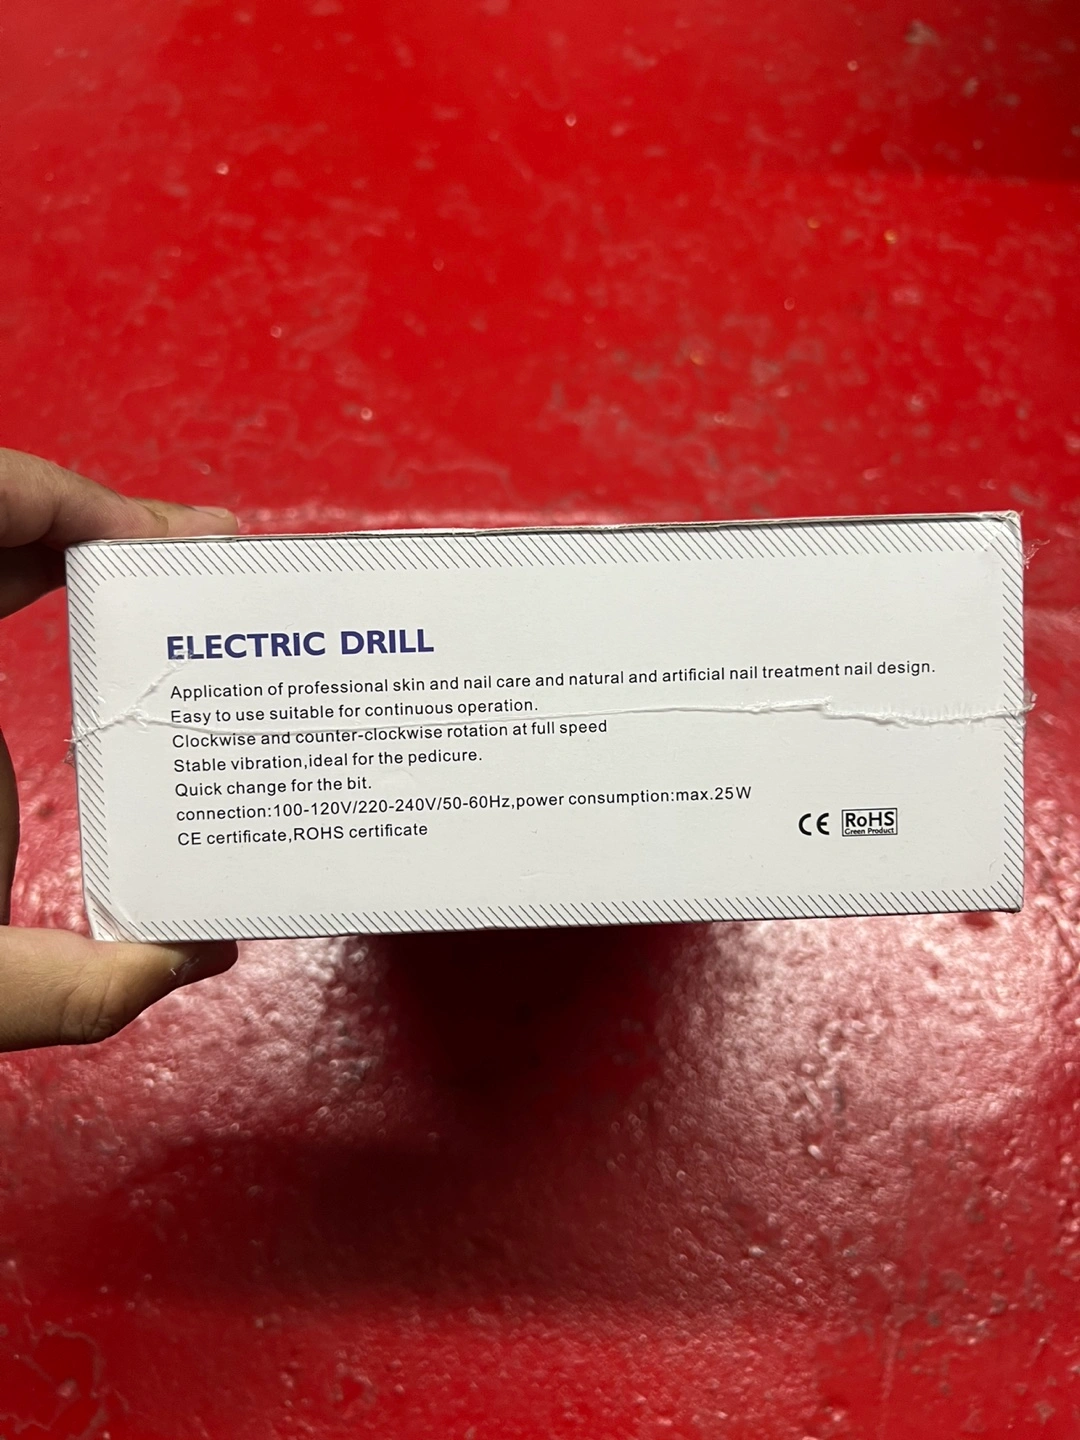 ELECTRIC DRILL
Application of professional skin and nail care and natural and artificial nail treatment nail design.
Easy to use suitable for continuous operation.
Clockwise and counter-clockwise rotation at full speed
Stable vibration,ideal for the pedicure.
Quick change for the bit.
connection:100-120V/220-240V/50-60Hz,power consumption:max.25W
CE certificate,ROHS certificate
CE RoHS
Green Product